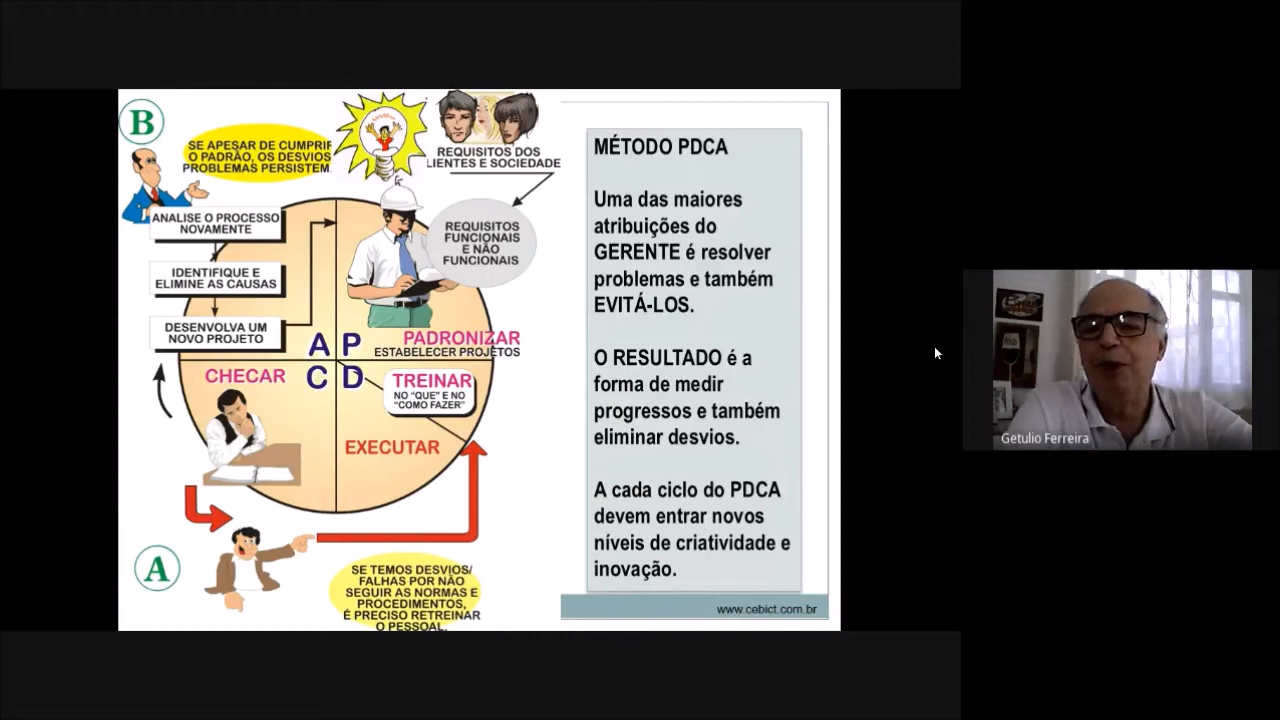 B
SE APESAR DE CUMPRIR
O PADRÃO, OS DESVIOS
PROBLEMAS PERSISTEM
REQUISITOS DOS
LIENTES E SOCIEDADE
ANALISE O PROCESSO
NOVAMENTE
REQUISITOS
FUNCIONAIS
E NÃO
FUNCIONAIS
IDENTIFIQUE E
ELIMINE AS CAUSAS
DESENVOLVA UM
NOVO PROJETO
A P
PADRONIZAR
ESTABELECER PROJETOS
C D
CHECAR
TREINAR
NO "QUE" E NO
"COMO FAZER"
EXECUTAR
A
SE TEMOS DESVIOS/
FALHAS POR NÃO
SEGUIR AS NORMAS E
PROCEDIMENTOS,
É PRECISO RETREINAR
O PESSOAL.
MÉTODO PDCA
Uma das maiores
atribuições do
GERENTE é resolver
problemas e também
EVITÁ-LOS.
O RESULTADO é a
forma de medir
progressos e também
eliminar desvios.
A cada ciclo do PDCA
devem entrar novos
níveis de criatividade e
inovação.
www.cebict.com.br
Getulio Ferreira